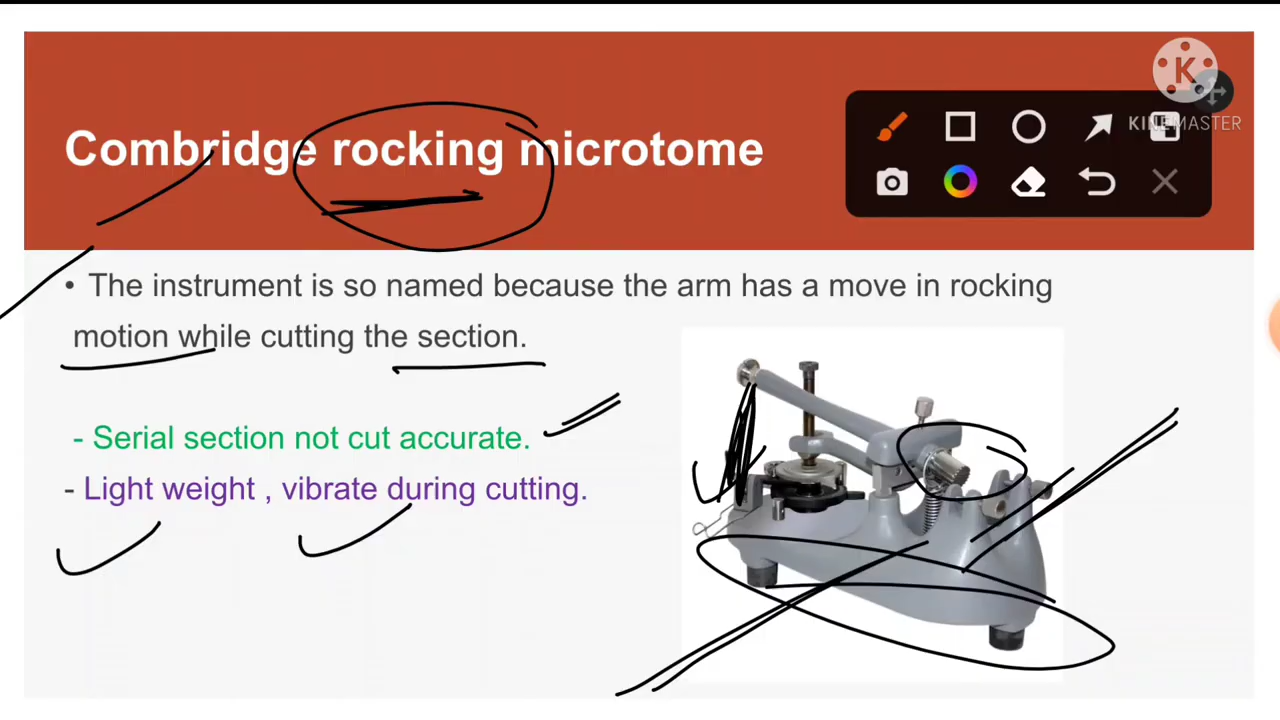 Combridge rocking microtome
K
KINEMASTER
• The instrument is so named because the arm has a move in rocking
motion while cutting the section.
- Serial section not cut accurate.
- Light weight , vibrate during cutting.